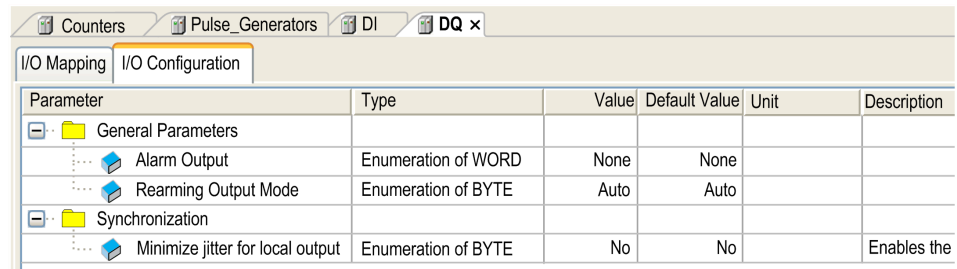 Counters Pulse_Generators DI DQ ×
I/O Mapping I/O Configuration
Parameter Type Value Default Value Unit Description
General Parameters
Alarm Output Enumeration of WORD None None
Rearming Output Mode Enumeration of BYTE Auto Auto
Synchronization
Minimize jitter for local output Enumeration of BYTE No No Enables the